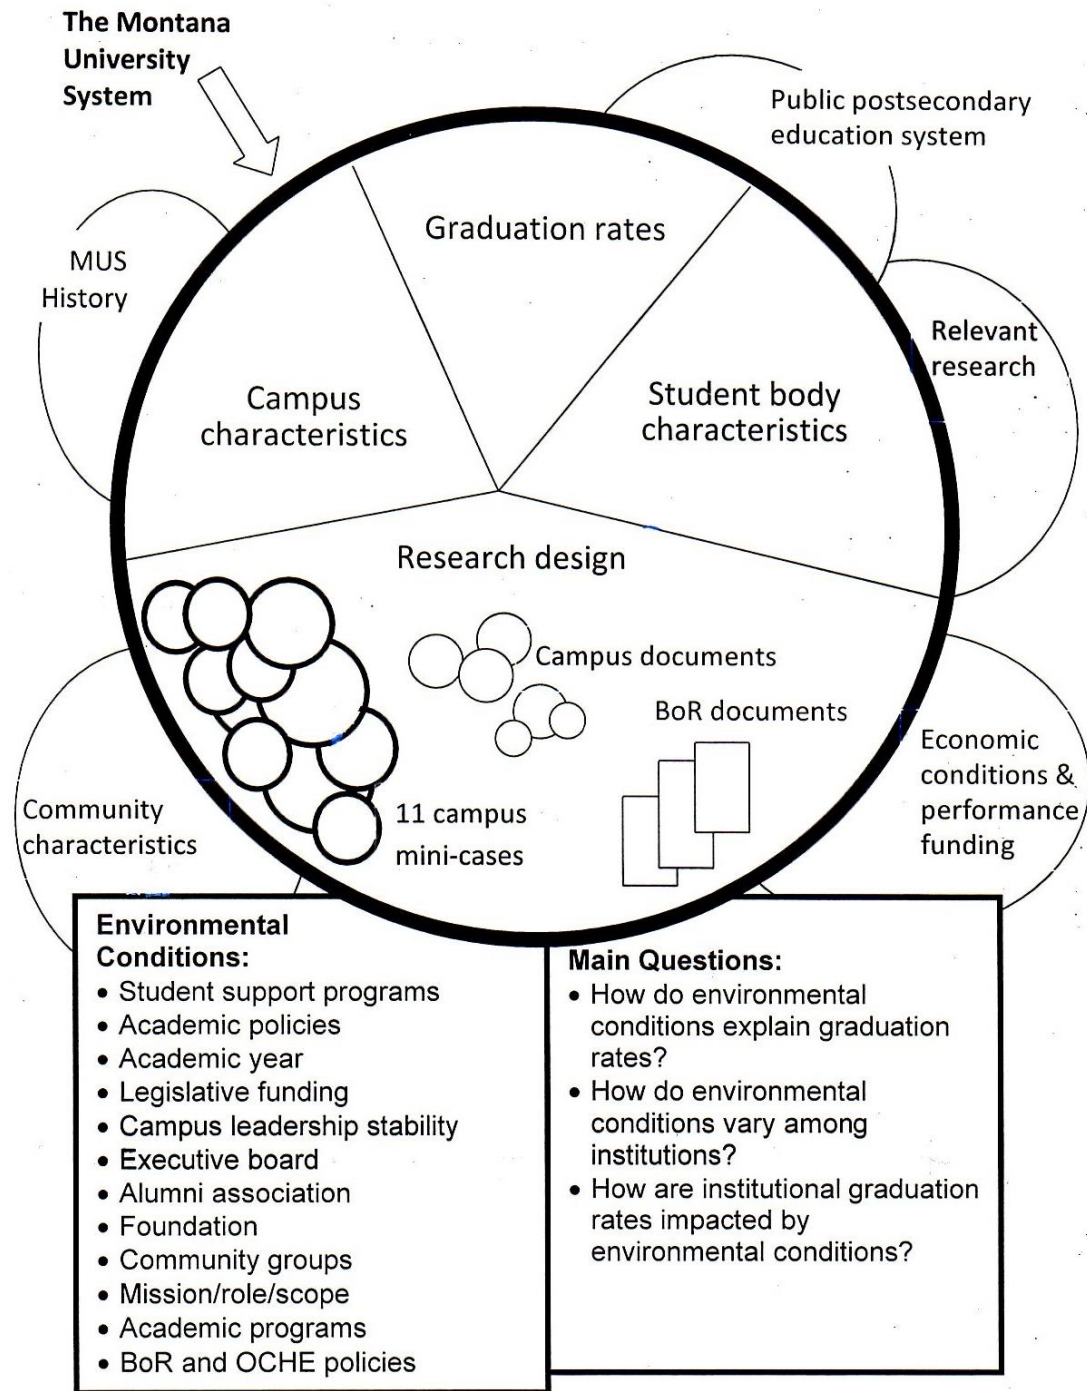 The Montana
University
System
Public postsecondary
education system
Graduation rates
MUS
History
Relevant
research
Campus
characteristics
Student body
characteristics
Research design
Campus documents
BoR documents
Economic
conditions &
performance
funding
Community
characteristics
11 campus
mini-cases
Environmental
Conditions:
• Student support programs
• Academic policies
• Academic year
• Legislative funding
• Campus leadership stability
• Executive board
• Alumni association
• Foundation
• Community groups
• Mission/role/scope
• Academic programs
• BoR and OCHE policies
Main Questions:
• How do environmental
conditions explain graduation
rates?
• How do environmental
conditions vary among
institutions?
• How are institutional graduation
rates impacted by
environmental conditions?